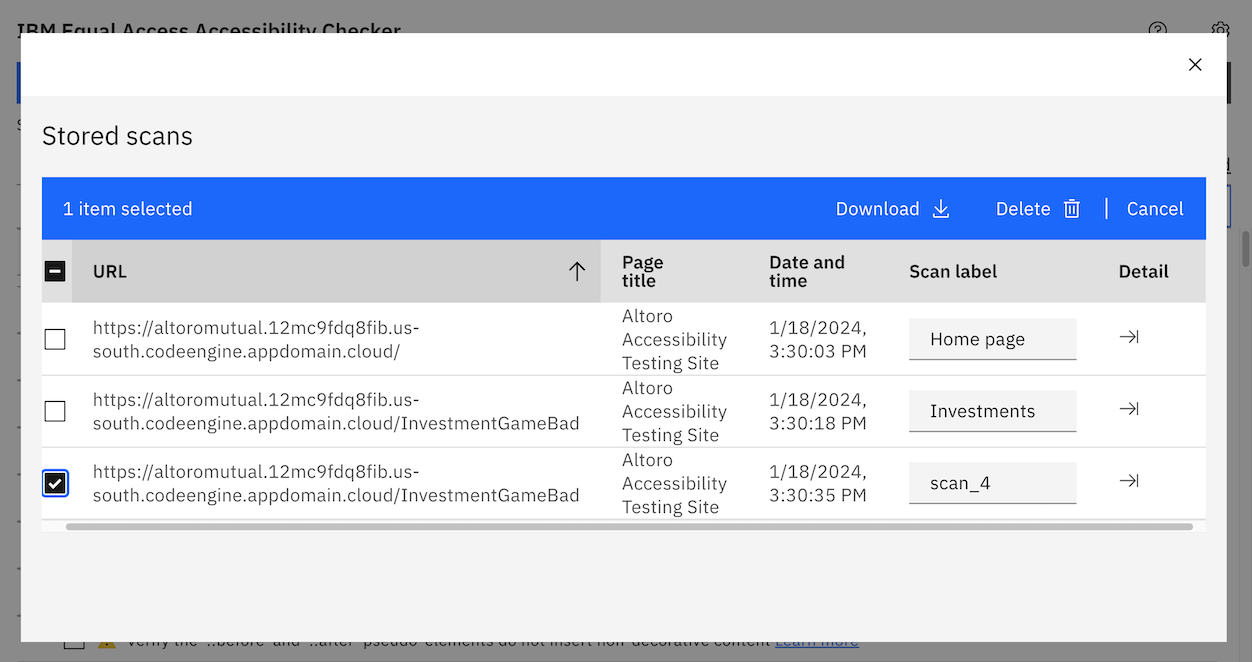 IBM Equal Access Accessibility Checker
Stored scans
1 item selected
Download
Delete
Cancel
URL
Page
title
Date and
time
Scan label
Detail
https://altoromutual.12mc9fdq8fib.us-
south.codeengine.appdomain.cloud/
Altoro
Accessibility
Testing Site
1/18/2024,
3:30:03 PM
Home page
https://altoromutual.12mc9fdq8fib.us-
south.codeengine.appdomain.cloud/InvestmentGameBad
Altoro
Accessibility
Testing Site
1/18/2024,
3:30:18 PM
Investments
https://altoromutual.12mc9fdq8fib.us-
south.codeengine.appdomain.cloud/InvestmentGameBad
Altoro
Accessibility
Testing Site
1/18/2024,
3:30:35 PM
scan_4
Verify the '::before' and '::after' pseudo-elements do not insert non-decorative content Learn more